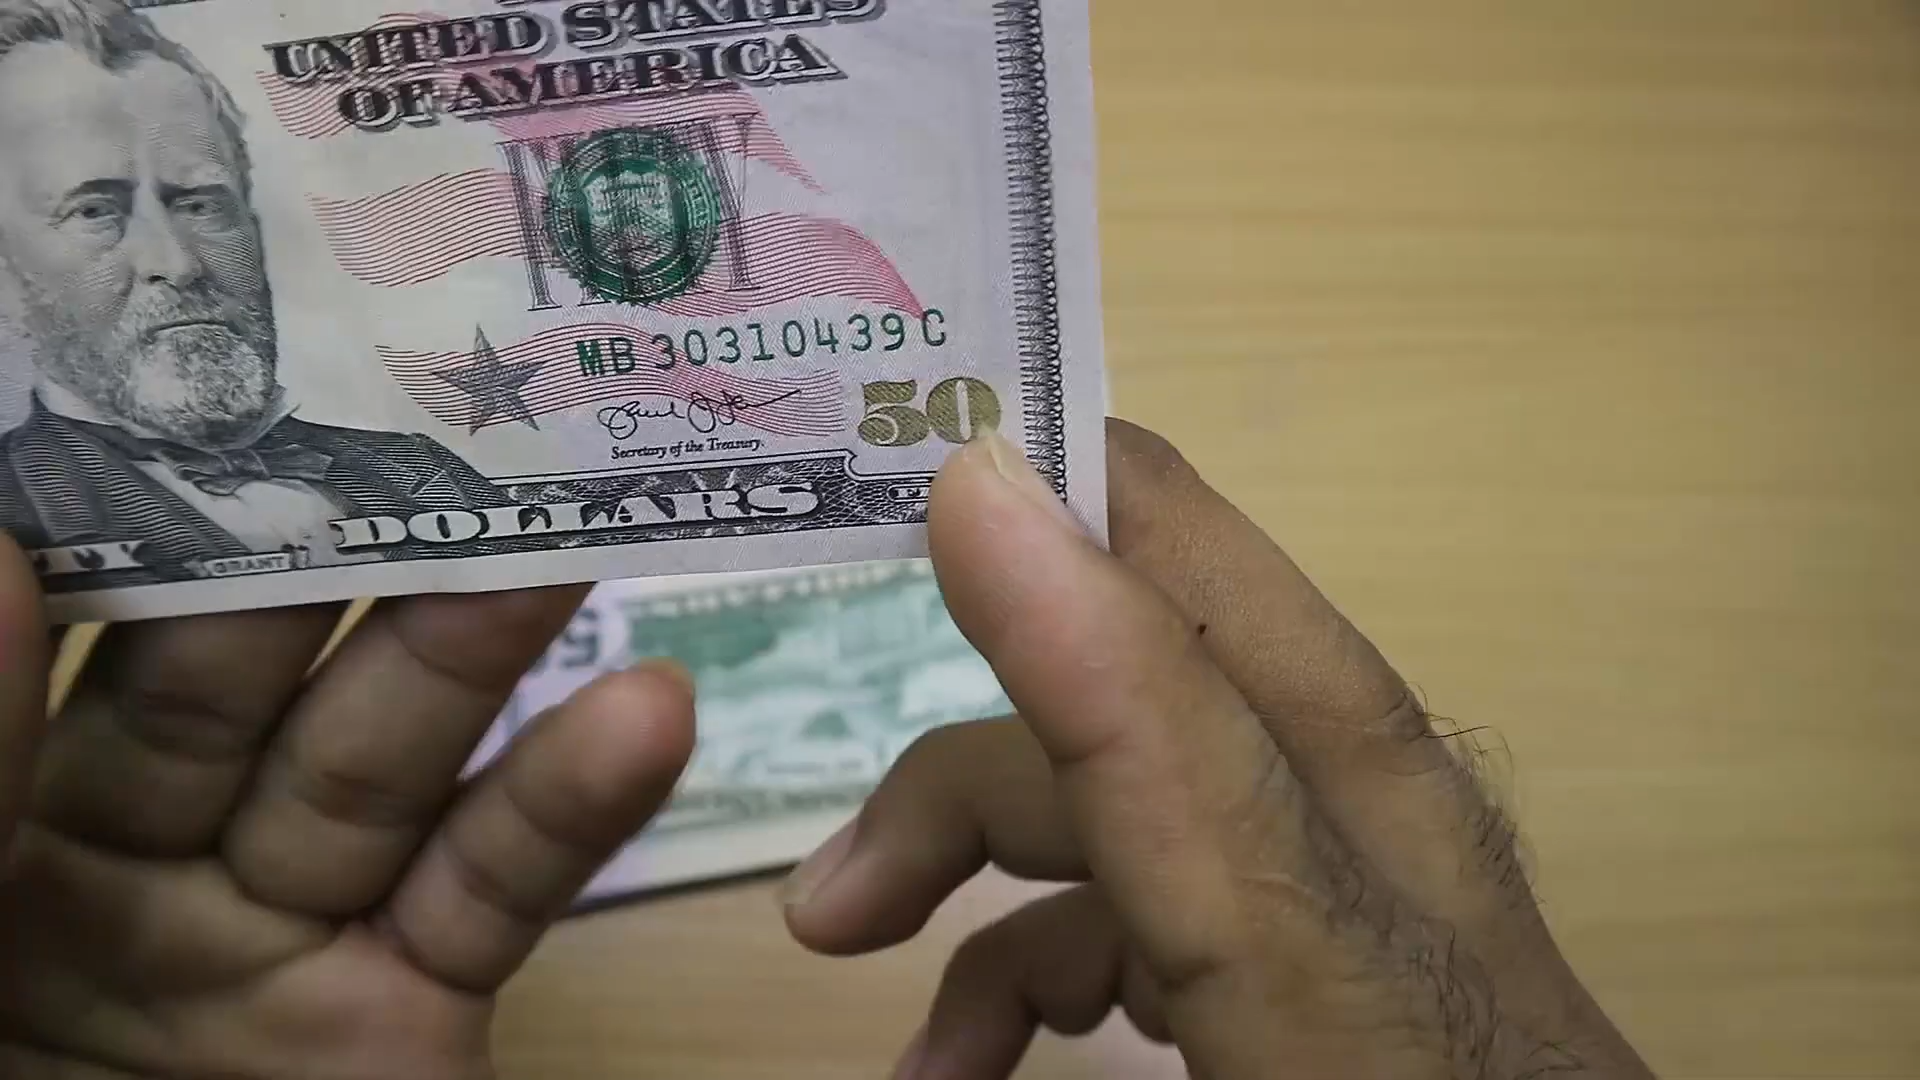 UNITED STATES
OF AMERICA
MB 30310439 C
Secretary of the Treasury.
50
DOLLARS
GRANT